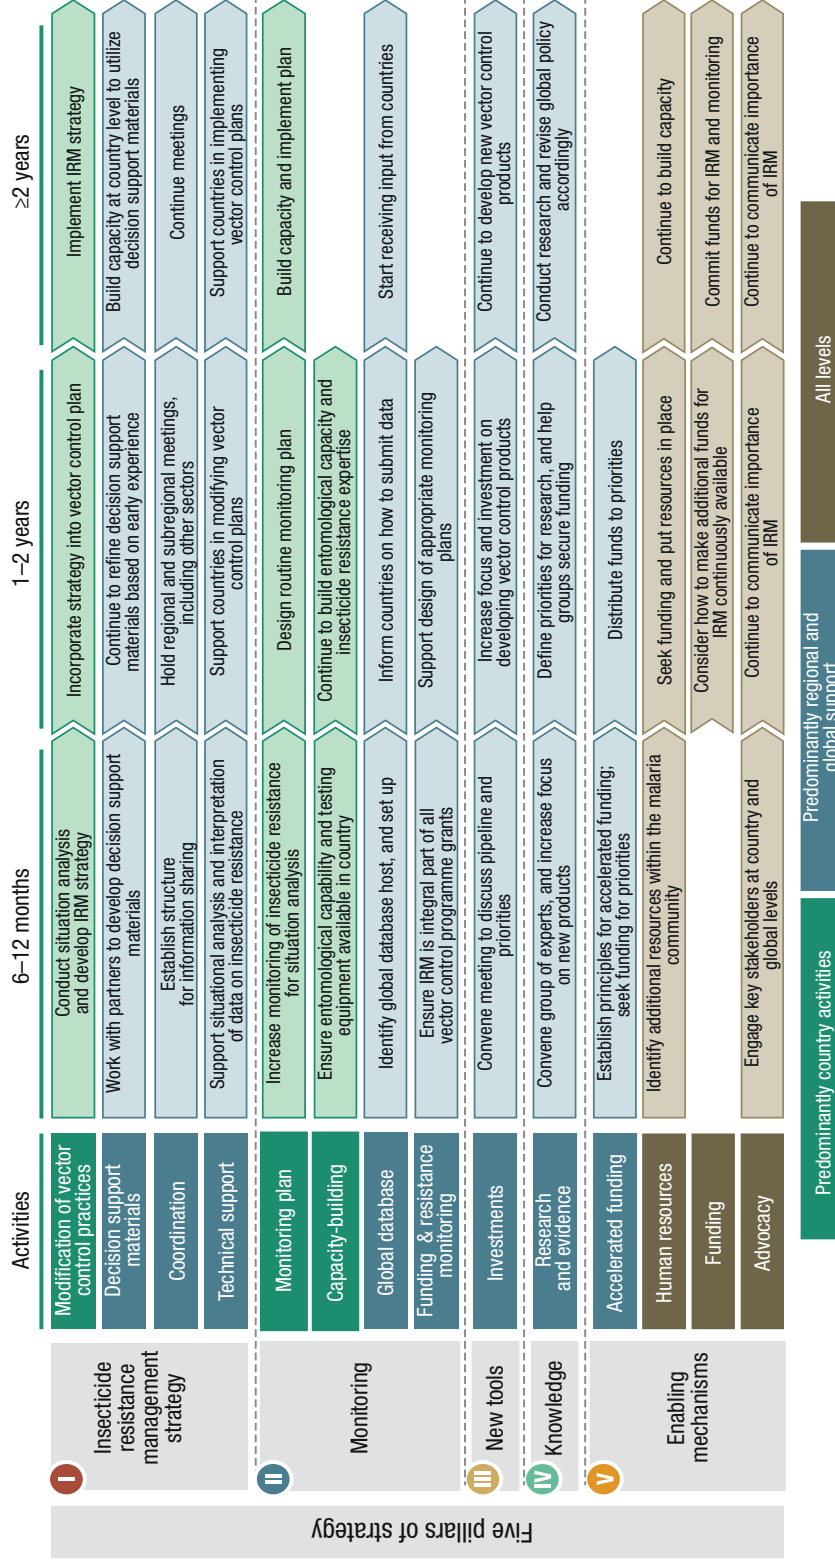 Activities
6–12 months
1–2 years
≥2 years
Five pillars of strategy
I
Insecticide
resistance
management
strategy
Modification of vector
control practices
Conduct situation analysis
and develop IRM strategy
Incorporate strategy into vector control plan
Implement IRM strategy
Decision support
materials
Work with partners to develop decision support
materials
Continue to refine decision support
materials based on early experience
Build capacity at country level to utilize
decision support materials
Coordination
Establish structure
for information sharing
Hold regional and subregional meetings,
including other sectors
Continue meetings
Technical support
Support situational analysis and interpretation
of data on insecticide resistance
Support countries in modifying vector
control plans
Support countries in implementing
vector control plans
II
Monitoring
Monitoring plan
Increase monitoring of insecticide resistance
for situation analysis
Design routine monitoring plan
Build capacity and implement plan
Capacity-building
Ensure entomological capability and testing
equipment available in country
Continue to build entomological capacity and
insecticide resistance expertise
Global database
Identify global database host, and set up
Inform countries on how to submit data
Start receiving input from countries
Funding & resistance
monitoring
Ensure IRM is integral part of all
vector control programme grants
Support design of appropriate monitoring
plans
III
New tools
Investments
Convene meeting to discuss pipeline and
priorities
Increase focus and investment on
developing vector control products
Continue to develop new vector control
products
IV
Knowledge
Research
and evidence
Convene group of experts, and increase focus
on new products
Define priorities for research, and help
groups secure funding
Conduct research and revise global policy
accordingly
V
Enabling
mechanisms
Accelerated funding
Establish principles for accelerated funding;
seek funding for priorities
Distribute funds to priorities
Human resources
Identify additional resources within the malaria
community
Seek funding and put resources in place
Continue to build capacity
Funding
Consider how to make additional funds for
IRM continuously available
Commit funds for IRM and monitoring
Advocacy
Engage key stakeholders at country and
global levels
Continue to communicate importance
of IRM
Continue to communicate importance
of IRM
Predominantly country activities
Predominantly regional and
global support
All levels